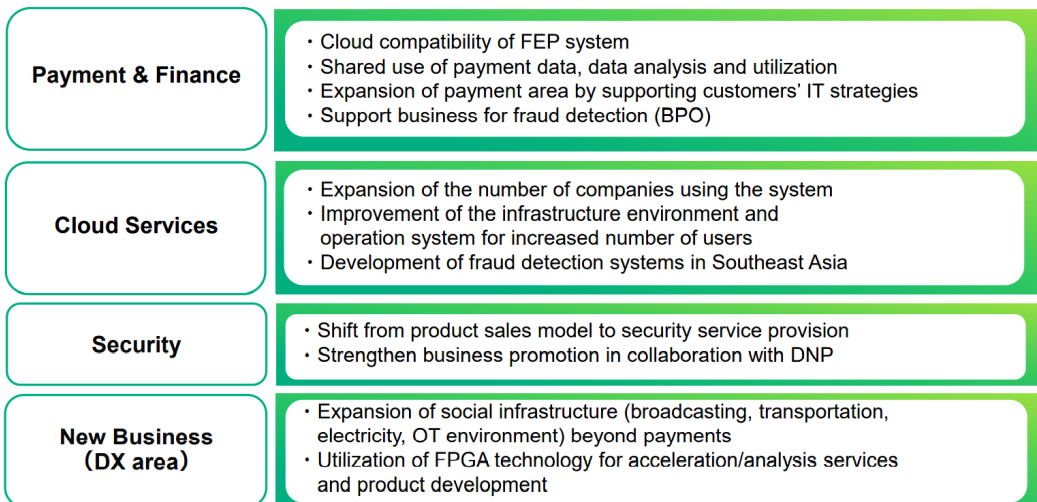 Payment & Finance
・Cloud compatibility of FEP system
・Shared use of payment data, data analysis and utilization
・Expansion of payment area by supporting customers' IT strategies
・Support business for fraud detection (BPO)
Cloud Services
・Expansion of the number of companies using the system
・Improvement of the infrastructure environment and
operation system for increased number of users
・Development of fraud detection systems in Southeast Asia
Security
・Shift from product sales model to security service provision
・Strengthen business promotion in collaboration with DNP
New Business
（DX area）
・Expansion of social infrastructure (broadcasting, transportation,
electricity, OT environment) beyond payments
・Utilization of FPGA technology for acceleration/analysis services
and product development